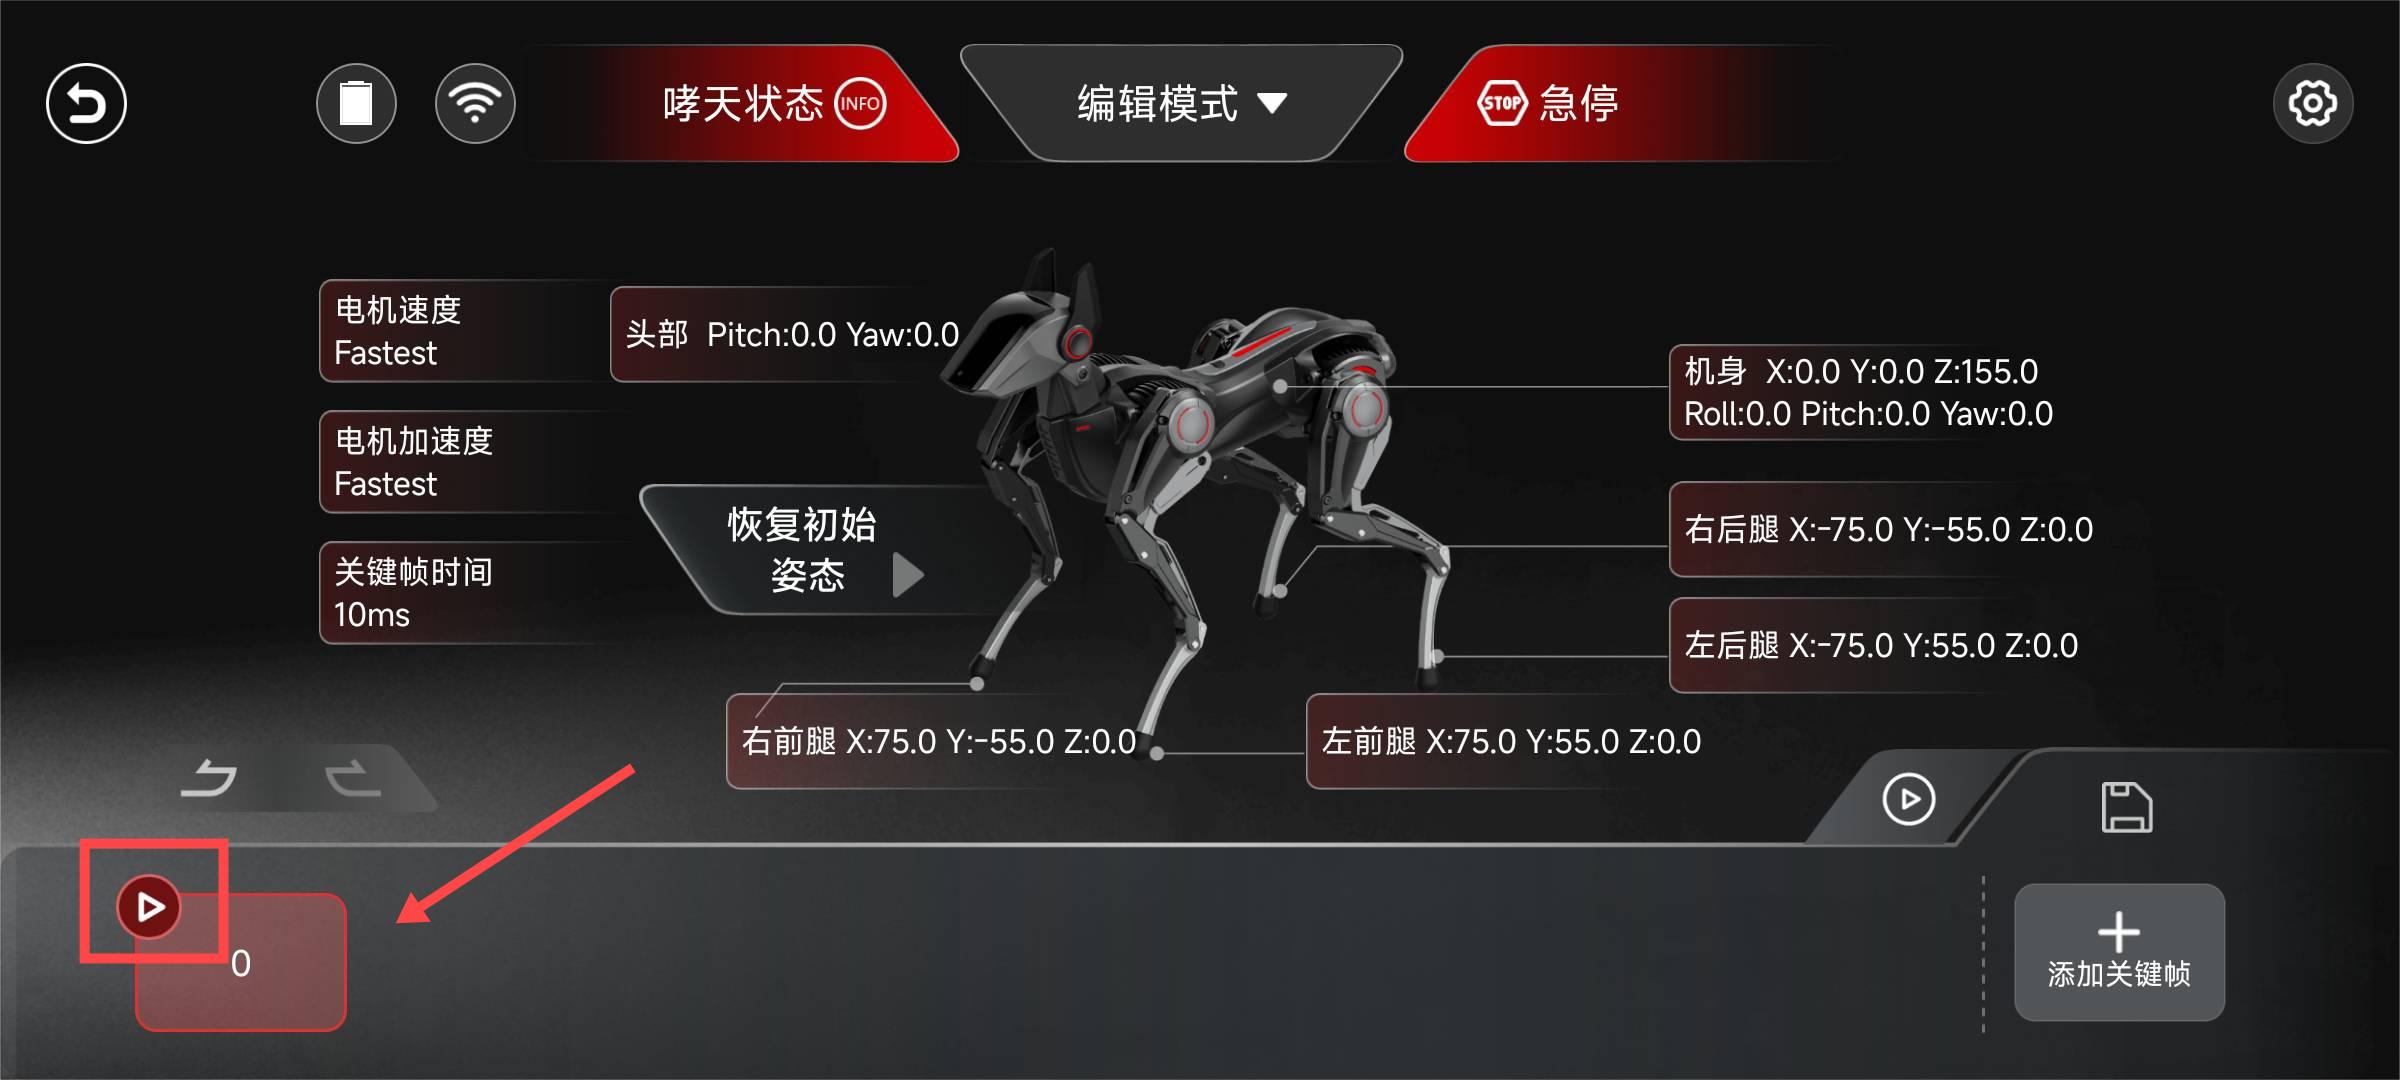 哮天状态 INFO
编辑模式
STOP 急停
电机速度
Fastest
头部 Pitch:0.0 Yaw:0.0
机身 X:0.0 Y:0.0 Z:155.0
Roll:0.0 Pitch:0.0 Yaw:0.0
电机加速度
Fastest
恢复初始
姿态
右后腿 X:-75.0 Y:-55.0 Z:0.0
关键帧时间
10ms
左后腿 X:-75.0 Y:55.0 Z:0.0
右前腿 X:75.0 Y:-55.0 Z:0.0
左前腿 X:75.0 Y:55.0 Z:0.0
0
添加关键帧